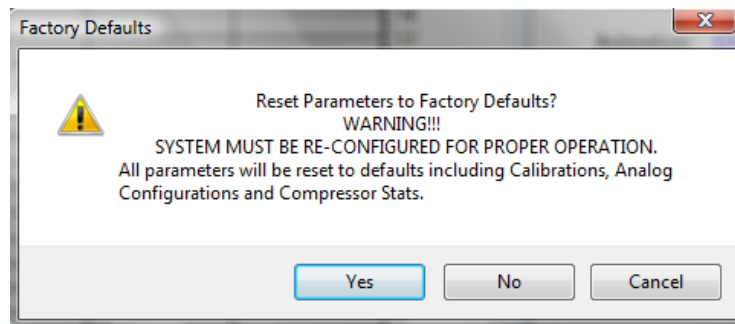 Factory Defaults
Reset Parameters to Factory Defaults?
WARNING!!!
SYSTEM MUST BE RE-CONFIGURED FOR PROPER OPERATION.
All parameters will be reset to defaults including Calibrations, Analog
Configurations and Compressor Stats.
Yes
No
Cancel